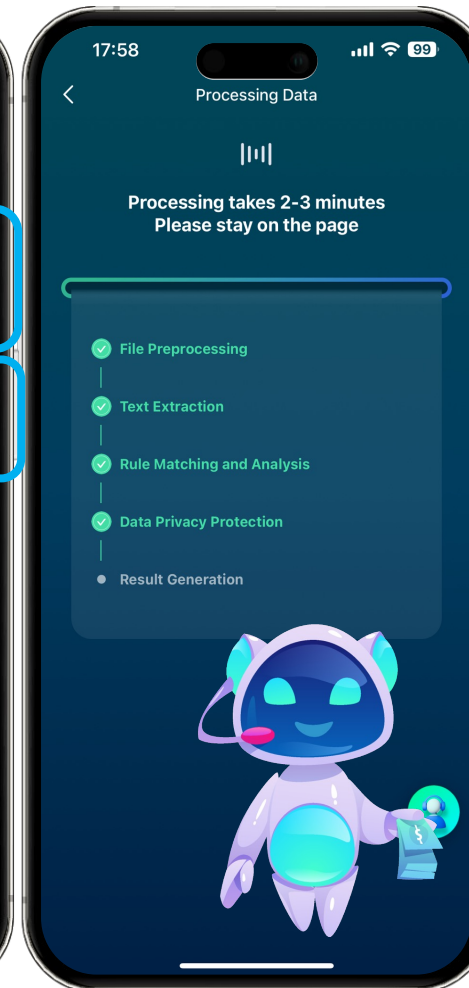 17:58
99
Processing Data
Processing takes 2-3 minutes
Please stay on the page
File Preprocessing
Text Extraction
Rule Matching and Analysis
Data Privacy Protection
Result Generation